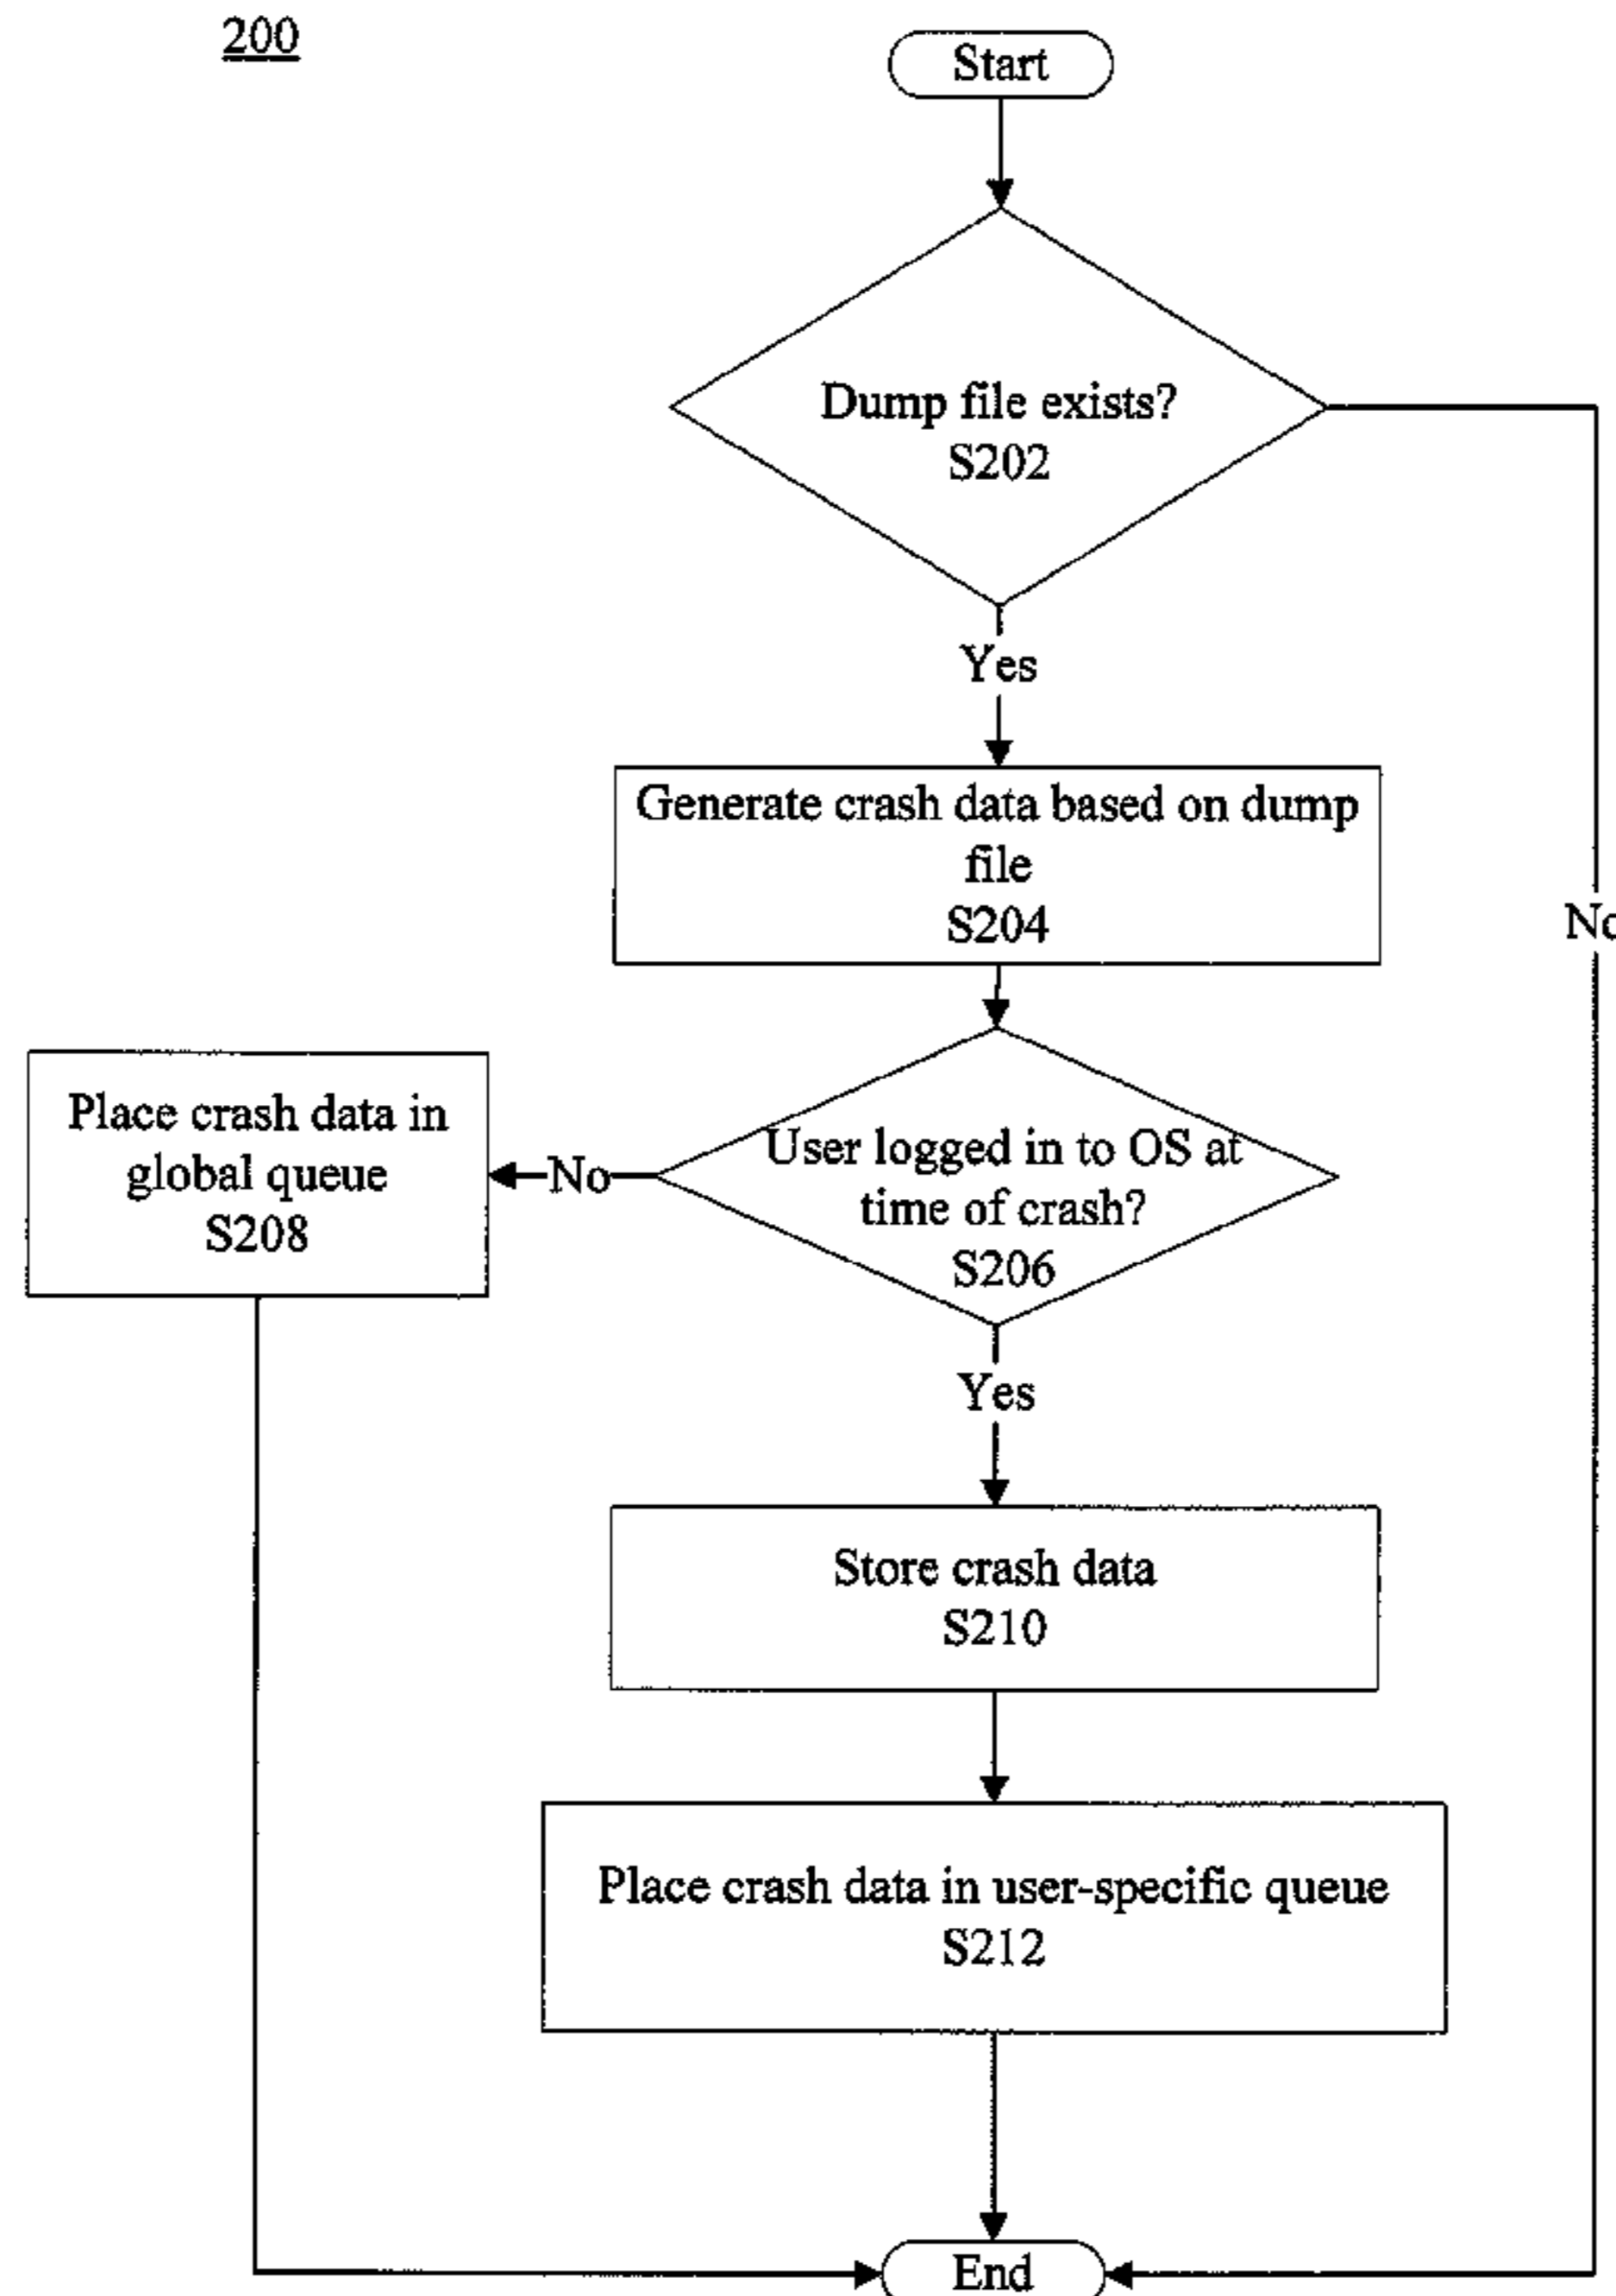 200
Start
Dump file exists?
S202
Yes
Generate crash data based on dump
file
S204
No
Place crash data in
global queue
S208
No
User logged in to OS at
time of crash?
S206
Yes
Store crash data
S210
Place crash data in user-specific queue
S212
End